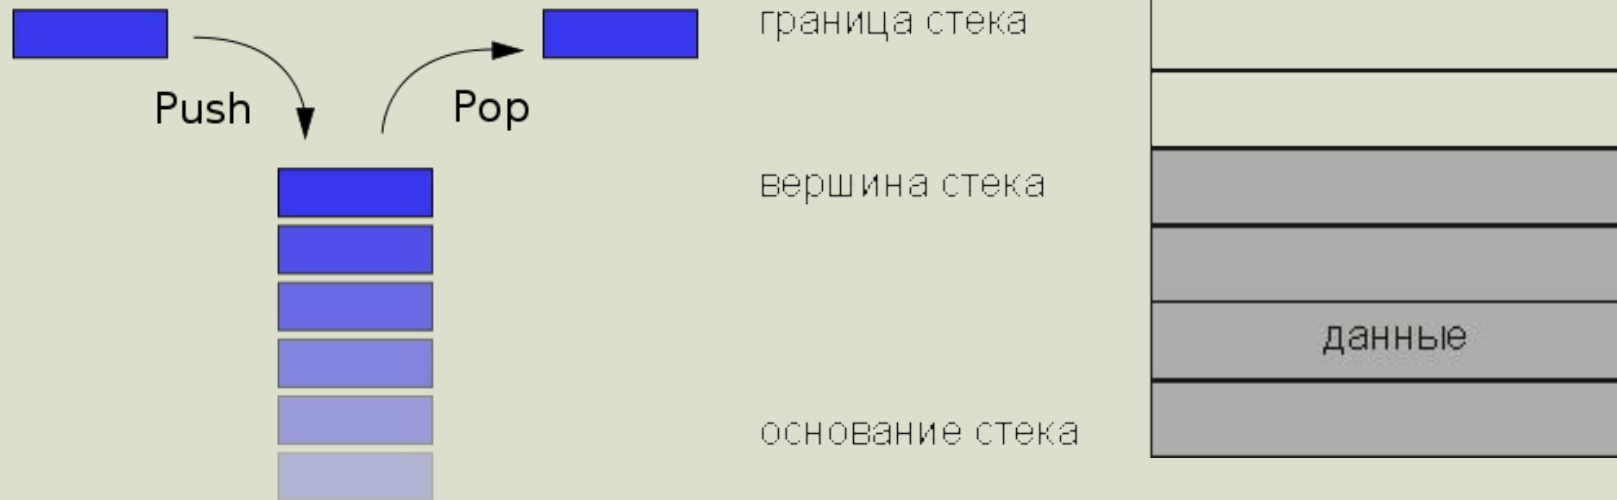 Push
Pop
граница стека
вершина стека
данные
основание стека